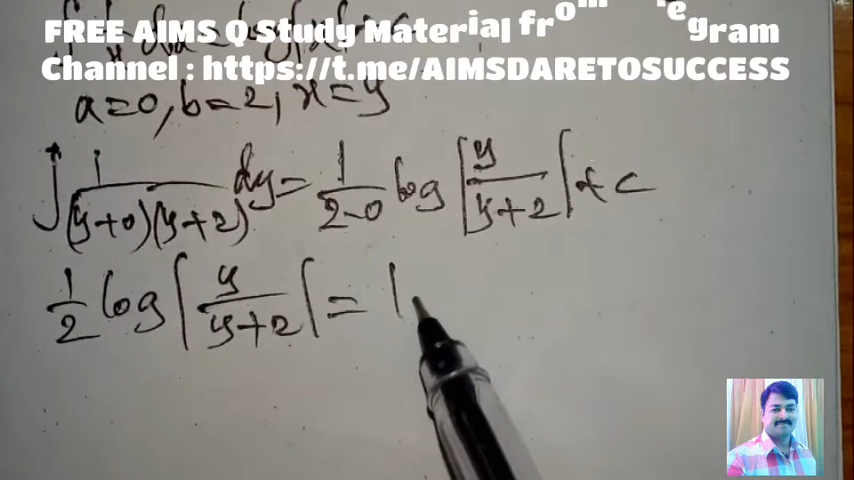 FREE AIMS Q Study Material from egram
Channel : https://t.me/AIMSDARETOSUCCESS
a=0, b=2, x=y
∫ 1/((y+0)(y+2)) dy = 1/(2-0) log |y/(y+2)| + c
1/2 log |y/(y+2)| = 1